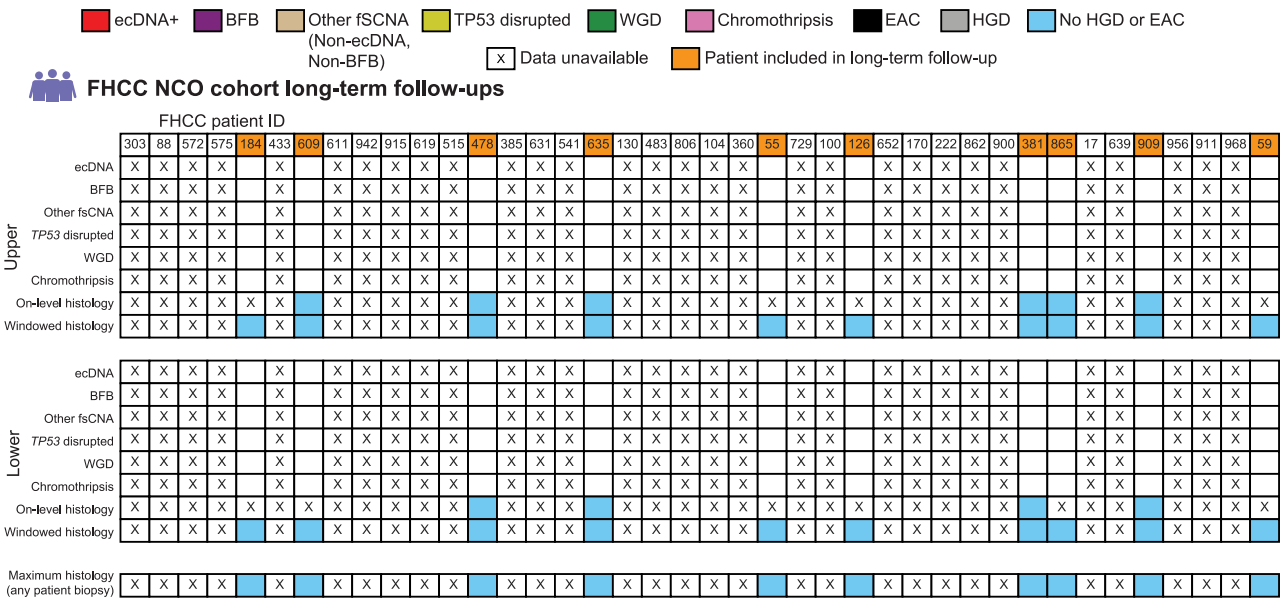 ecDNA+ BFB Other fSCNA TP53 disrupted WGD Chromothripsis EAC HGD No HGD or EAC
(Non-ecDNA,
Non-BFB)
X Data unavailable Patient included in long-term follow-up
FHCC NCO cohort long-term follow-ups
FHCC patient ID
303 88 572 575 184 433 609 611 942 915 619 515 478 385 631 541 635 130 483 806 104 360 55 729 100 126 652 170 222 862 900 381 865 17 639 909 956 911 968 59
Upper
ecDNA X X X X X X X X X X X X X X X X X X X X X X X X X X X X X X
BFB X X X X X X X X X X X X X X X X X X X X X X X X X X X X X X
Other fsCNA X X X X X X X X X X X X X X X X X X X X X X X X X X X X X X
TP53 disrupted X X X X X X X X X X X X X X X X X X X X X X X X X X X X X X
WGD X X X X X X X X X X X X X X X X X X X X X X X X X X X X X X
Chromothripsis X X X X X X X X X X X X X X X X X X X X X X X X X X X X X X
On-level histology X X X X X X X X X X X X X X X X X X X X X X X X X X X X X X X X X X
Windowed histology X X X X X X X X X X X X X X X X X X X X X X X X X X X X X X
Lower
ecDNA X X X X X X X X X X X X X X X X X X X X X X X X X X X X X X
BFB X X X X X X X X X X X X X X X X X X X X X X X X X X X X X X
Other fsCNA X X X X X X X X X X X X X X X X X X X X X X X X X X X X X X
TP53 disrupted X X X X X X X X X X X X X X X X X X X X X X X X X X X X X X
WGD X X X X X X X X X X X X X X X X X X X X X X X X X X X X X X
Chromothripsis X X X X X X X X X X X X X X X X X X X X X X X X X X X X X X
On-level histology X X X X X X X X X X X X X X X X X X X X X X X X X X X X X X X X X X X X
Windowed histology X X X X X X X X X X X X X X X X X X X X X X X X X X X X X X
Maximum histology
(any patient biopsy) X X X X X X X X X X X X X X X X X X X X X X X X X X X X X X